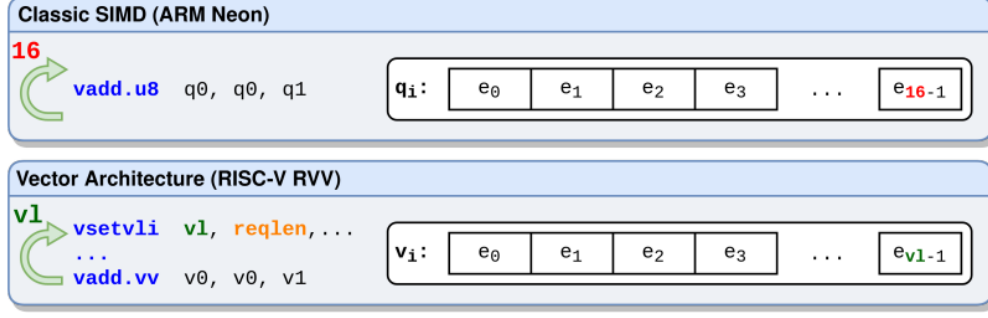 Classic SIMD (ARM Neon)
16
vadd.u8 q0, q0, q1
qi: e0 e1 e2 e3 ... e16-1
Vector Architecture (RISC-V RVV)
vl
vsetvli vl, reqlen,...
...
vadd.vv v0, v0, v1
vi: e0 e1 e2 e3 ... evl-1